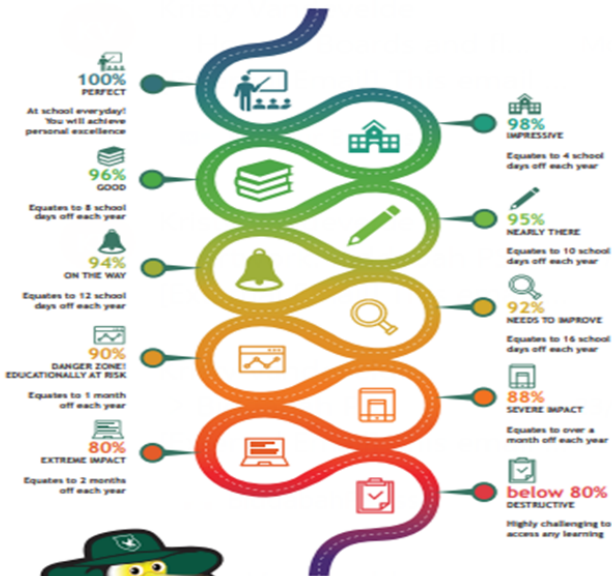 100%
PERFECT
At school everyday!
You will achieve
personal excellence
98%
IMPRESSIVE
Equates to 4 school
days off each year
96%
GOOD
Equates to 8 school
days off each year
95%
NEARLY THERE
Equates to 10 school
days off each year
94%
ON THE WAY
Equates to 12 school
days off each year
92%
NEEDS TO IMPROVE
Equates to 16 school
days off each year
90%
DANGER ZONE!
EDUCATIONALLY AT RISK
Equates to 1 month
off each year
88%
SEVERE IMPACT
Equates to over a
month off each year
80%
EXTREME IMPACT
Equates to 2 months
off each year
below 80%
DESTRUCTIVE
Highly challenging to
access any learning